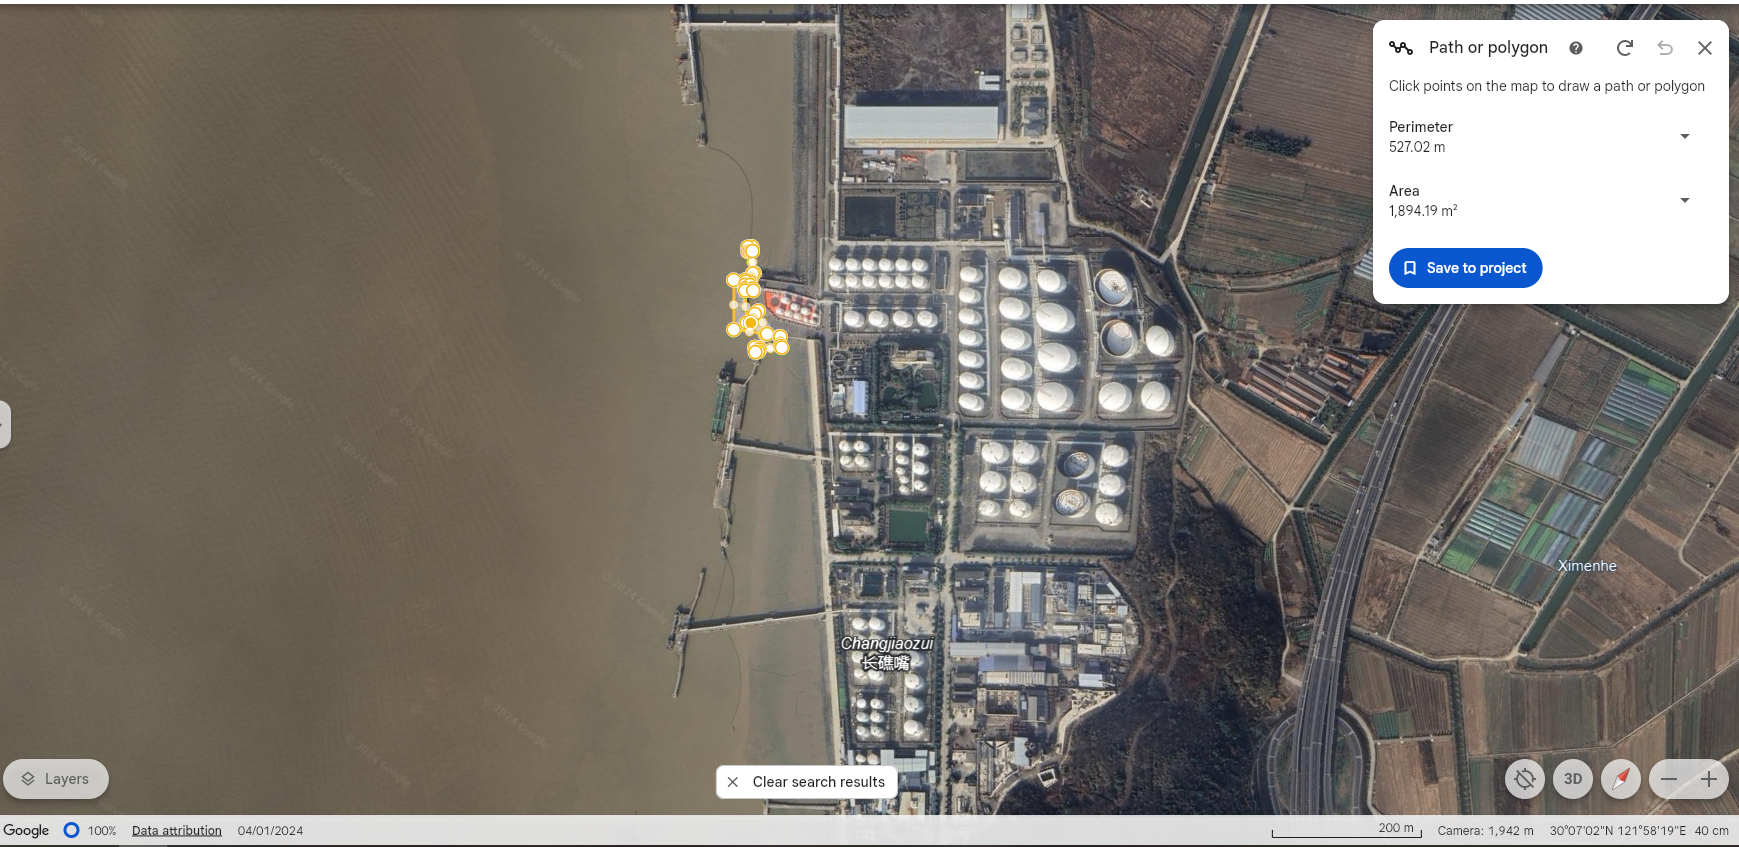 Path or polygon
Click points on the map to draw a path or polygon
Perimeter
527.02 m
Area
1,894.19 m²
Save to project
Ximenhe
Changjiaozui
长礁嘴
Clear search results
Layers
3D
Google
100%
Data attribution
04/01/2024
200 m
Camera: 1,942 m
30°07'02"N 121°58'19"E
40 cm